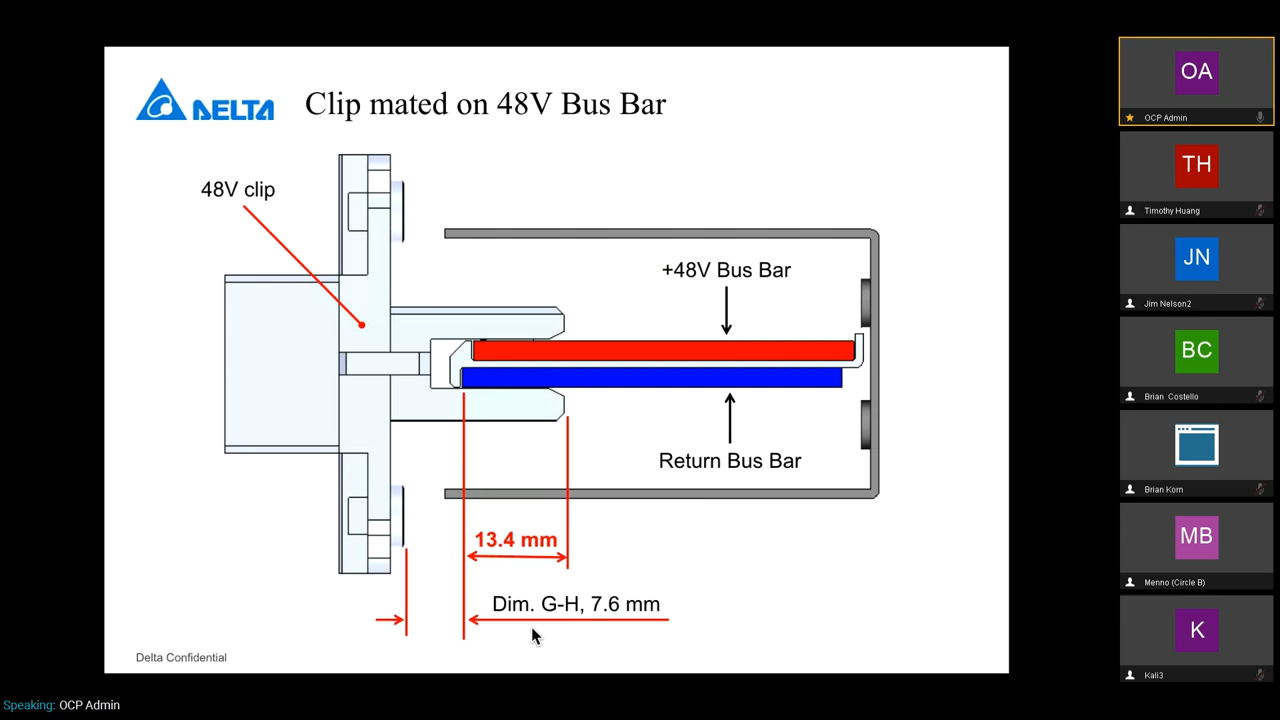 DELTA
Clip mated on 48V Bus Bar
48V clip
+48V Bus Bar
Return Bus Bar
13.4 mm
Dim. G-H, 7.6 mm
Delta Confidential
OA
OCP Admin
TH
Timothy Huang
JN
Jim Nelson2
BC
Brian Costello
Brian Korn
MB
Menno (Circle B)
K
Kali3
Speaking: OCP Admin